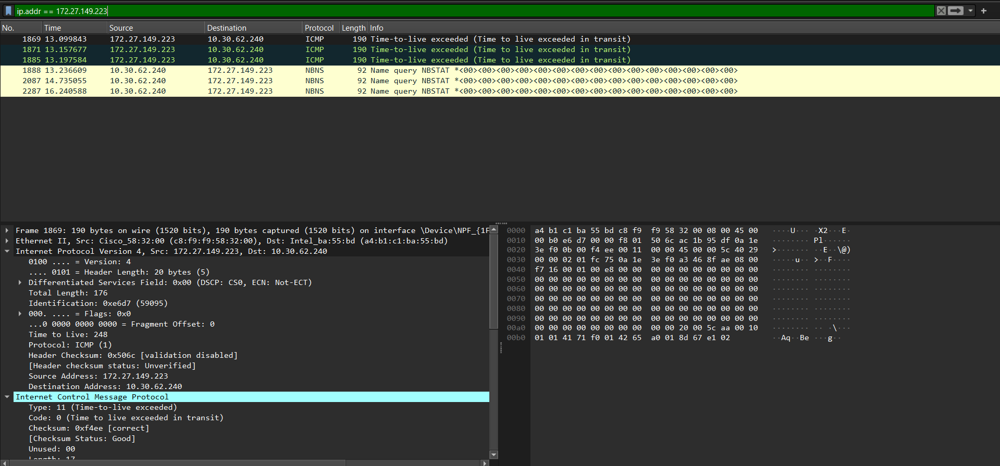 ip.addr == 172.27.149.223
No. Time Source Destination Protocol Length Info
1869 13.099843 172.27.149.223 10.30.62.240 ICMP 190 Time-to-live exceeded (Time to live exceeded in transit)
1871 13.157677 172.27.149.223 10.30.62.240 ICMP 190 Time-to-live exceeded (Time to live exceeded in transit)
1885 13.197584 172.27.149.223 10.30.62.240 ICMP 190 Time-to-live exceeded (Time to live exceeded in transit)
1888 13.236609 10.30.62.240 172.27.149.223 NBNS 92 Name query NBSTAT *<00><00><00><00><00><00><00><00><00><00><00><00><00><00><00>
2087 14.735055 10.30.62.240 172.27.149.223 NBNS 92 Name query NBSTAT *<00><00><00><00><00><00><00><00><00><00><00><00><00><00><00>
2287 16.240588 10.30.62.240 172.27.149.223 NBNS 92 Name query NBSTAT *<00><00><00><00><00><00><00><00><00><00><00><00><00><00><00>
Frame 1869: 190 bytes on wire (1520 bits), 190 bytes captured (1520 bits) on interface \Device\NPF_{1F
Ethernet II, Src: Cisco_58:32:00 (c8:f9:f9:58:32:00), Dst: Intel_ba:55:bd (a4:b1:c1:ba:55:bd)
Internet Protocol Version 4, Src: 172.27.149.223, Dst: 10.30.62.240
0100 .... = Version: 4
.... 0101 = Header Length: 20 bytes (5)
Differentiated Services Field: 0x00 (DSCP: CS0, ECN: Not-ECT)
Total Length: 176
Identification: 0xe6d7 (59095)
000. .... = Flags: 0x0
...0 0000 0000 0000 = Fragment Offset: 0
Time to Live: 248
Protocol: ICMP (1)
Header Checksum: 0x506c [validation disabled]
[Header checksum status: Unverified]
Source Address: 172.27.149.223
Destination Address: 10.30.62.240
Internet Control Message Protocol
Type: 11 (Time-to-live exceeded)
Code: 0 (Time to live exceeded in transit)
Checksum: 0xf4ee [correct]
[Checksum Status: Good]
Unused: 00
Length: 17
0000 a4 b1 c1 ba 55 bd c8 f9 f9 58 32 00 08 00 45 00 ····U··· ·X2···E·
0010 00 b0 e6 d7 00 00 f8 01 50 6c ac 1b 95 df 0a 1e ········ Pl······
0020 3e f0 0b 00 f4 ee 00 11 00 00 45 00 00 5c 40 29 >······· ··E··\@)
0030 00 00 02 01 fc 75 0a 1e 3e f0 a3 46 8f ae 08 00 ·····u·· >··F····
0040 f7 16 00 01 00 e8 00 00 00 00 00 00 00 00 00 00 ········ ········
0050 00 00 00 00 00 00 00 00 00 00 00 00 00 00 00 00 ········ ········
0060 00 00 00 00 00 00 00 00 00 00 00 00 00 00 00 00 ········ ········
0070 00 00 00 00 00 00 00 00 00 00 00 00 00 00 00 00 ········ ········
0080 00 00 00 00 00 00 00 00 00 00 00 00 00 00 00 00 ········ ········
0090 00 00 00 00 00 00 00 00 00 00 00 00 00 00 00 00 ········ ········
00a0 00 00 00 00 00 00 00 00 00 00 20 00 5c aa 00 10 ········ ·· ·\···
00b0 01 01 41 71 f0 01 42 65 a0 01 8d 67 e1 02 ··Aq··Be ···g··